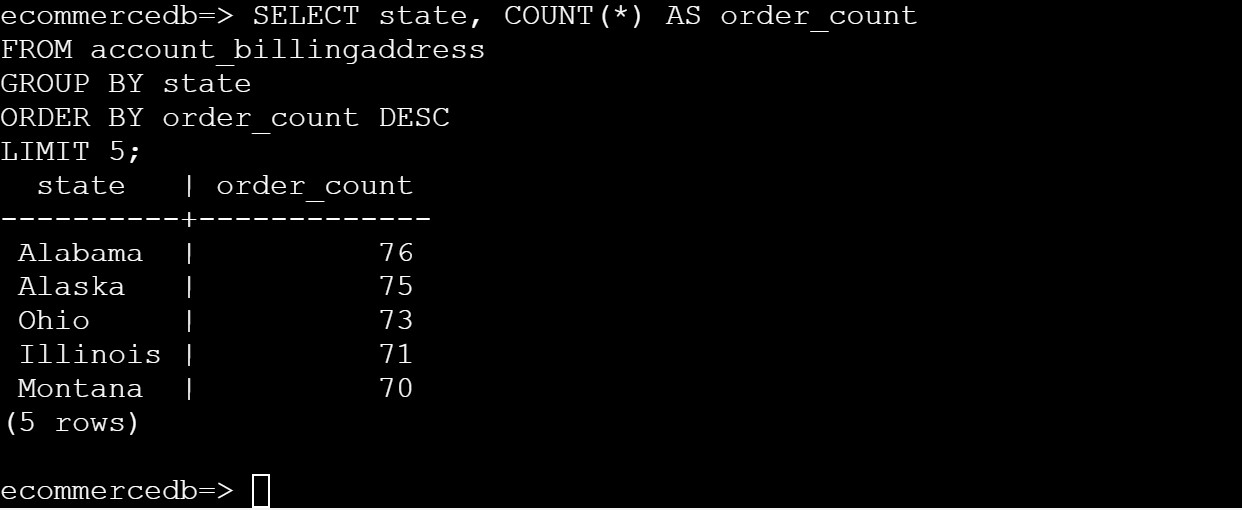 ecommercedb=> SELECT state, COUNT(*) AS order_count
FROM account_billingaddress
GROUP BY state
ORDER BY order_count DESC
LIMIT 5;
  state   | order_count
----------+-------------
 Alabama  |          76
 Alaska   |          75
 Ohio     |          73
 Illinois |          71
 Montana  |          70
(5 rows)

ecommercedb=>